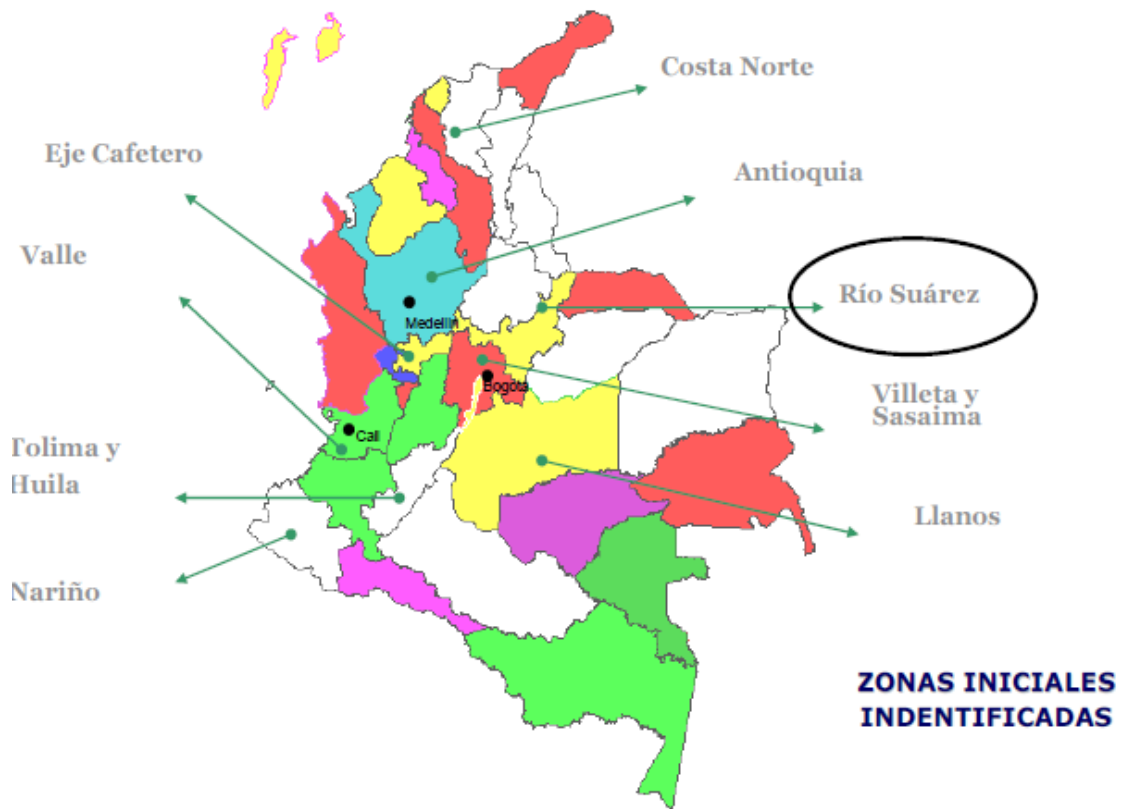 Costa Norte
Eje Cafetero
Antioquia
Valle
Río Suárez
Medellín
Bogóta
Villeta y
Sasaima
Cali
Tolima y
Huila
Llanos
Nariño
ZONAS INICIALES
INDENTIFICADAS